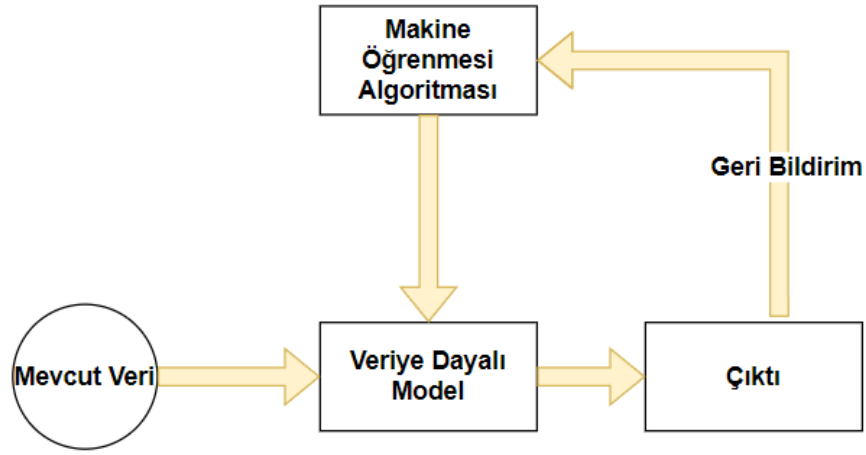 Makine
Öğrenmesi
Algoritması
Geri Bildirim
Mevcut Veri
Veriye Dayalı
Model
Çıktı